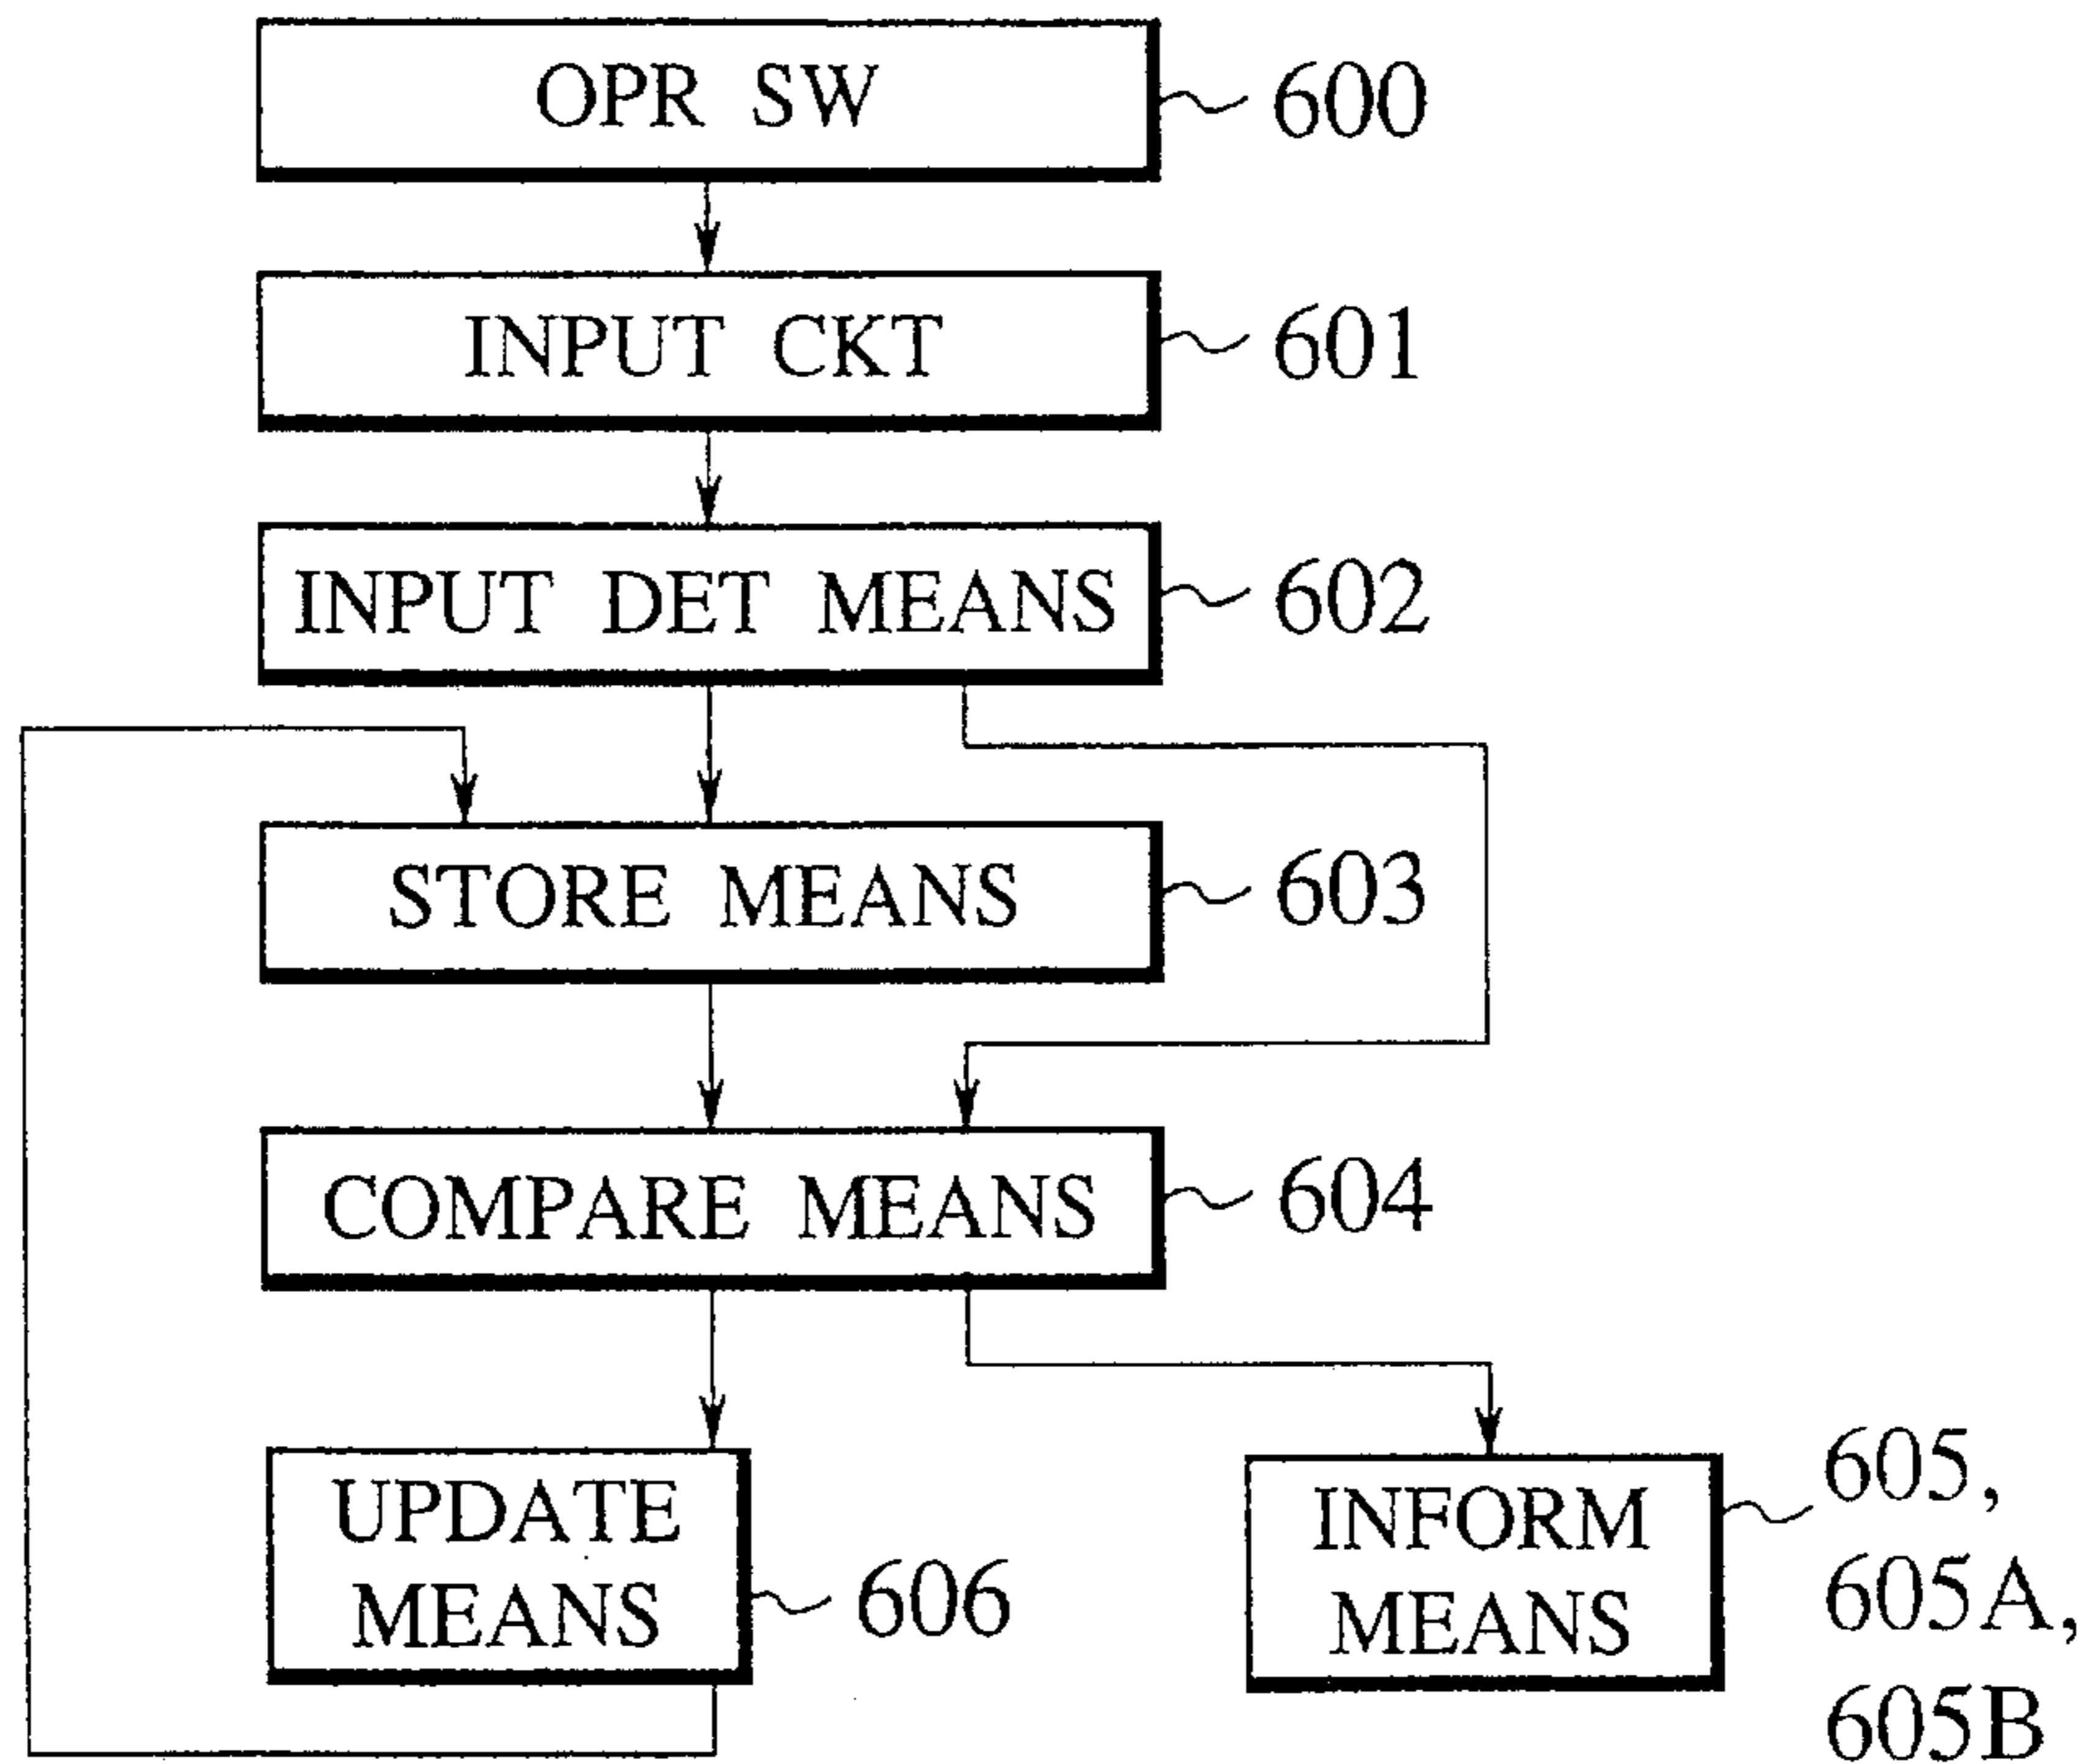 OPR SW
600
INPUT CKT
601
INPUT DET MEANS
602
STORE MEANS
603
COMPARE MEANS
604
UPDATE
MEANS
606
INFORM
MEANS
605,
605A,
605B